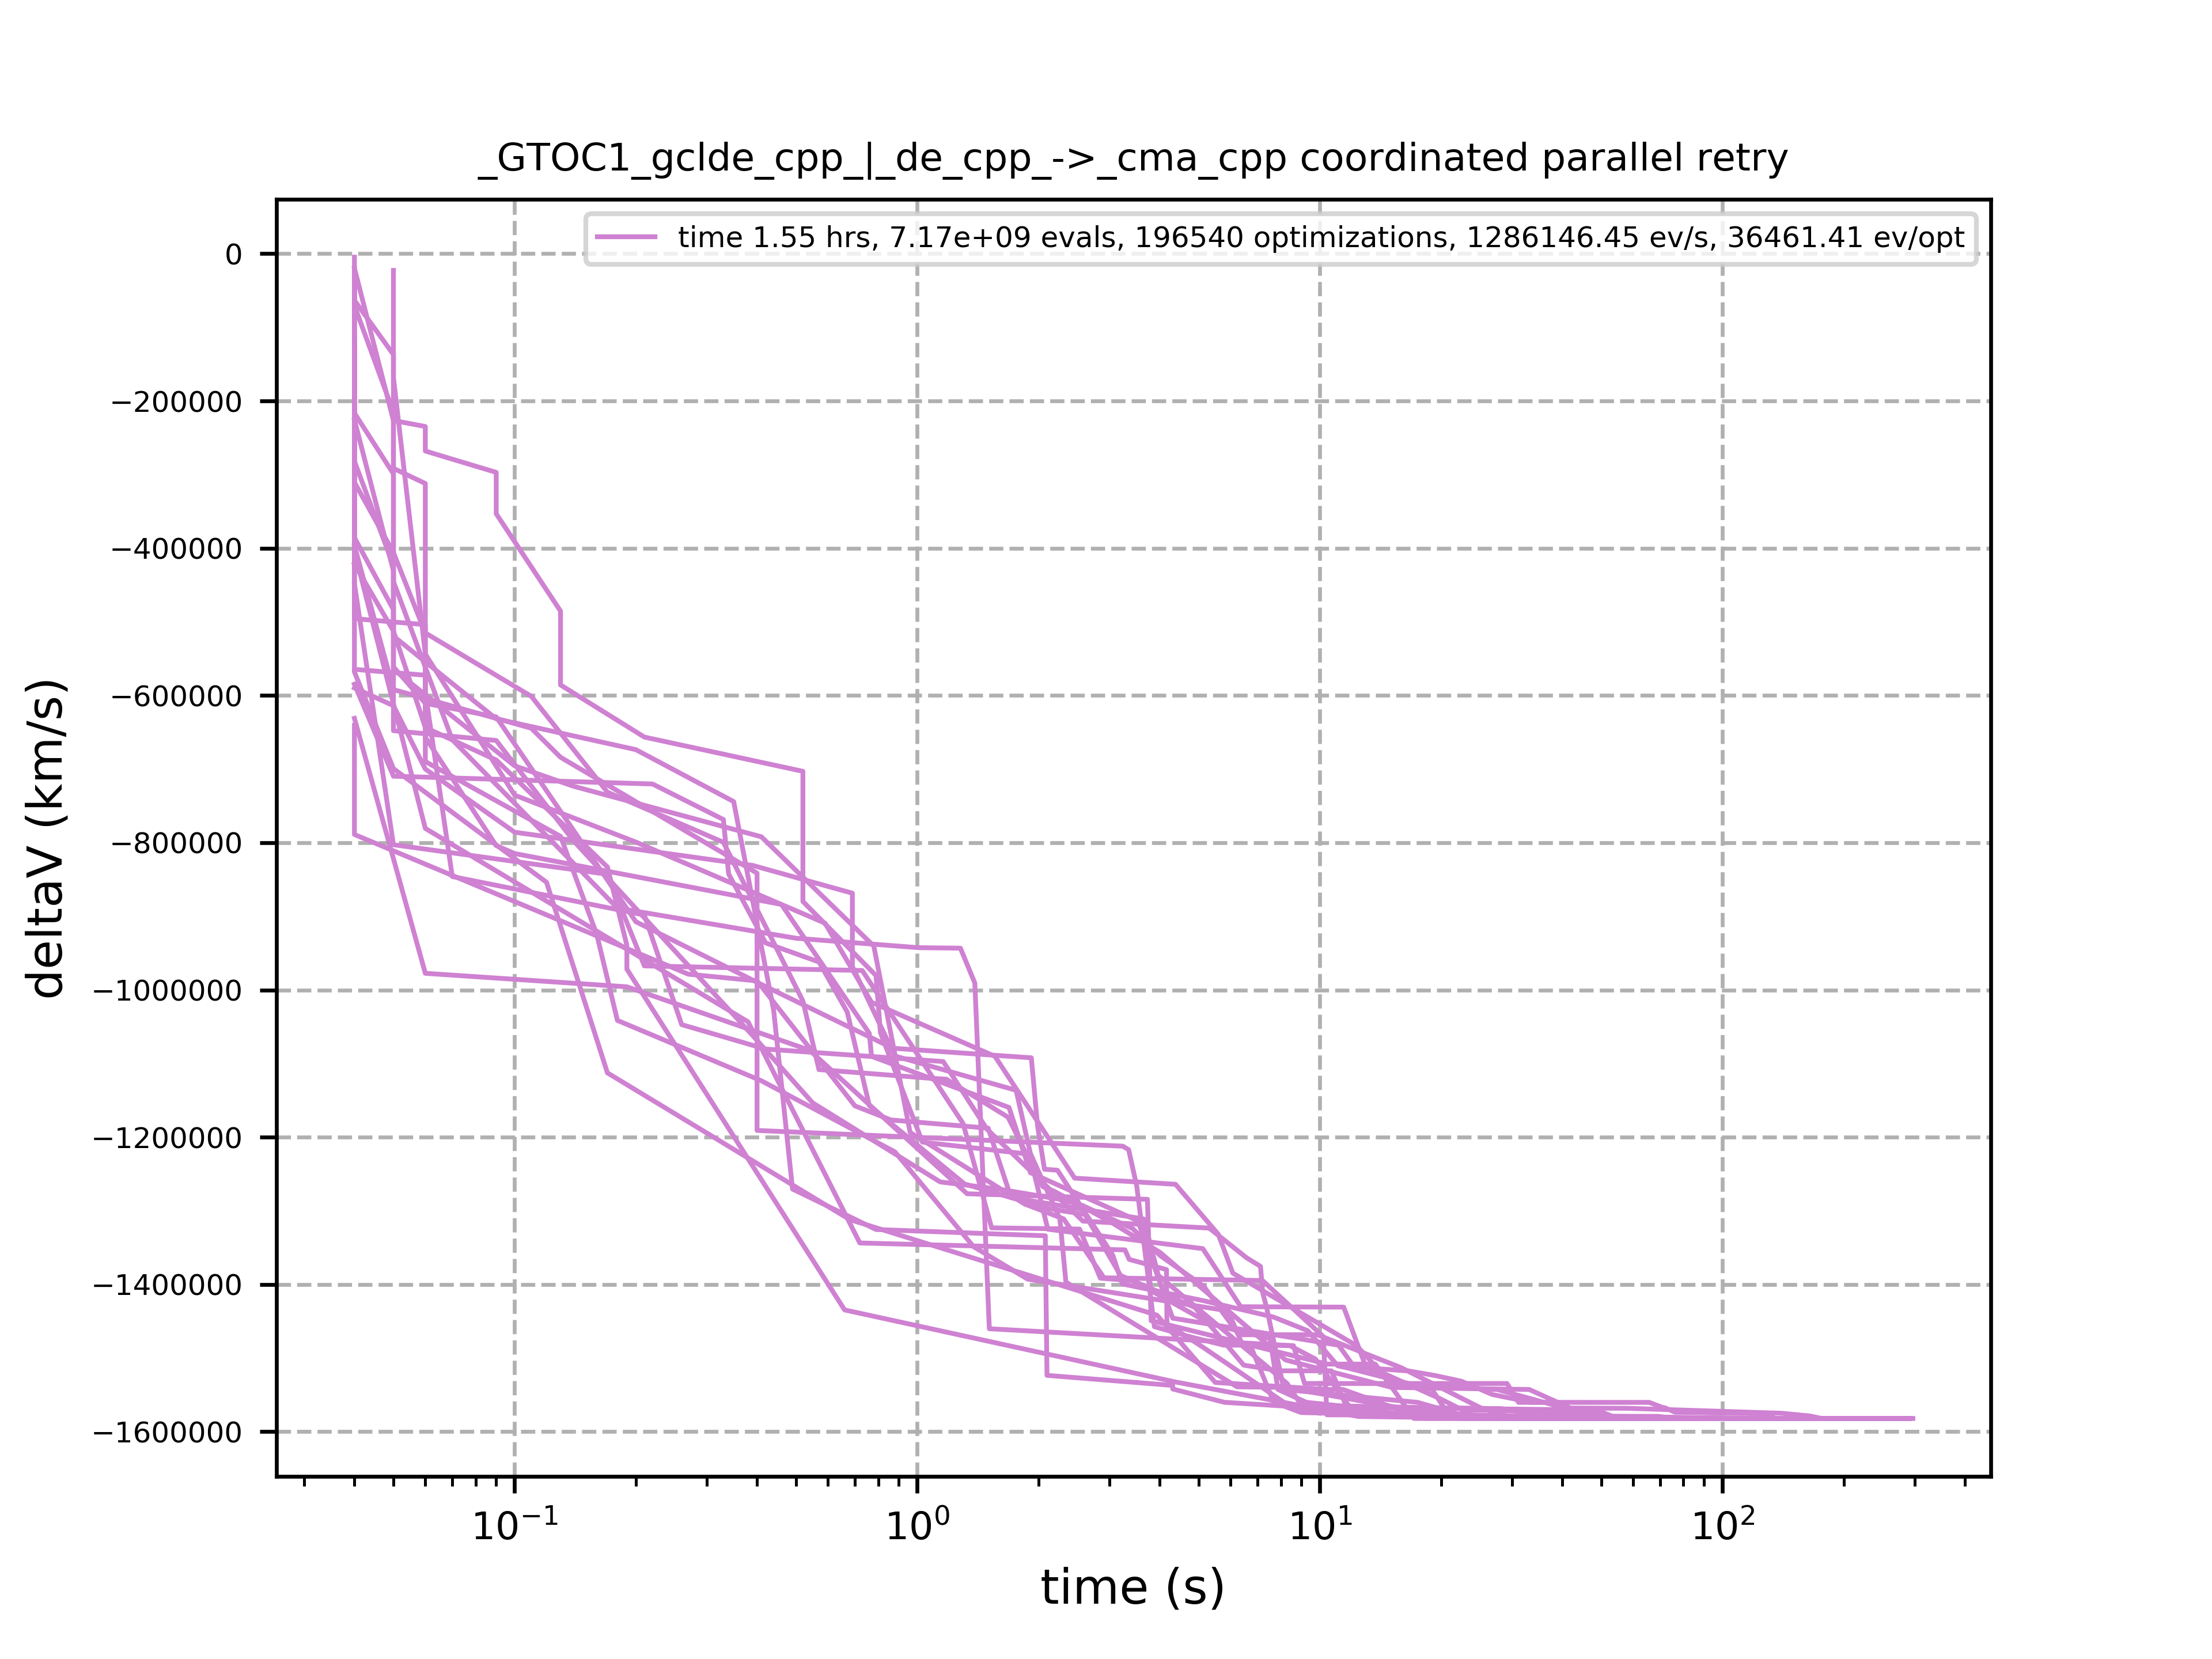 _GTOC1_gclde_cpp_|_de_cpp_->_cma_cpp coordinated parallel retry
time 1.55 hrs, 7.17e+09 evals, 196540 optimizations, 1286146.45 ev/s, 36461.41 ev/opt
0
−200000
−400000
−600000
−800000
−1000000
−1200000
−1400000
−1600000
deltaV (km/s)
10⁻¹ 10⁰ 10¹ 10²
time (s)